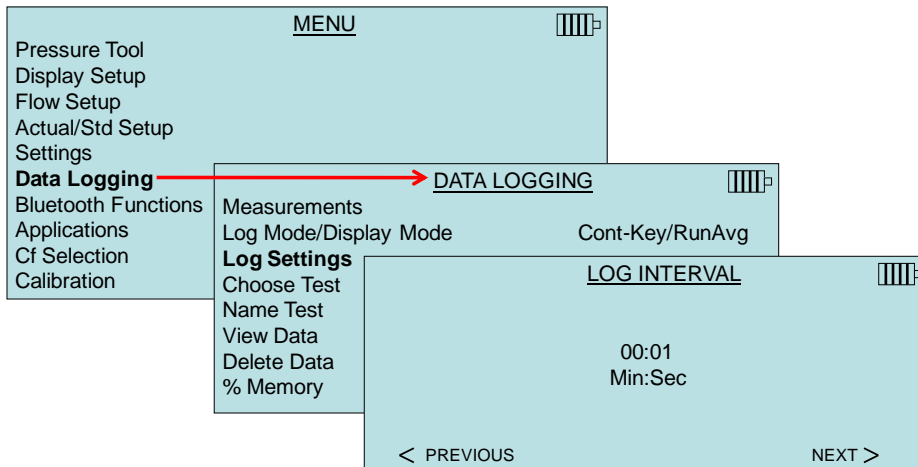 MENU
Pressure Tool
Display Setup
Flow Setup
Actual/Std Setup
Settings
Data Logging
Bluetooth Functions
Applications
Cf Selection
Calibration
DATA LOGGING
Measurements
Log Mode/Display Mode Cont-Key/RunAvg
Log Settings
Choose Test
Name Test
View Data
Delete Data
% Memory
LOG INTERVAL
00:01
Min:Sec
< PREVIOUS NEXT >